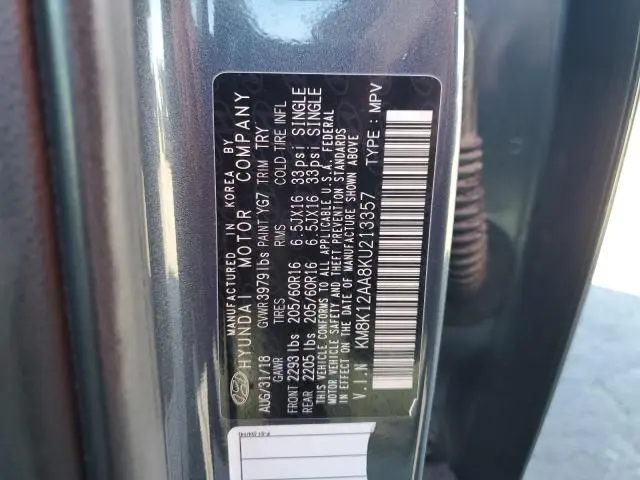 MANUFACTURED IN KOREA BY
HYUNDAI MOTOR COMPANY
AUG/31/18 GVWR 3979lbs PAINT: YG7 TRIM TRY
GAWR TIRES RMS COLD TIRE INFL
FRONT 2293 lbs 205/60R16 6.5JX16 33psi SINGLE
REAR 2205 lbs 205/60R16 6.5JX16 33psi SINGLE
THIS VEHICLE CONFORMS TO ALL APPLICABLE U.S.A. FEDERAL
MOTOR VEHICLE SAFETY AND THEFT PREVENTION STANDARDS
IN EFFECT ON THE DATE OF MANUFACTURE SHOWN ABOVE
V.I.N KM8K12AA8KU213357 TYPE : MPV